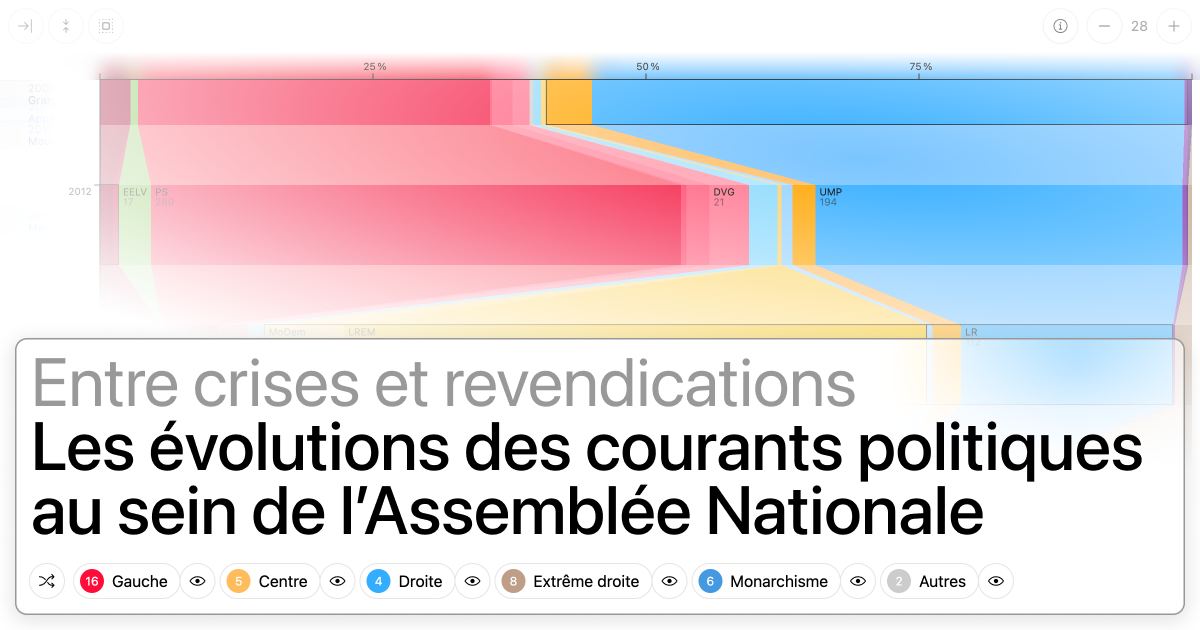 28
25 %
50 %
75 %
2012
EELV
17
PS
280
DVG
21
UMP
194
MoDem
LREM
LR
Entre crises et revendications
Les évolutions des courants politiques
au sein de l’Assemblée Nationale
16 Gauche
5 Centre
4 Droite
8 Extrême droite
6 Monarchisme
2 Autres